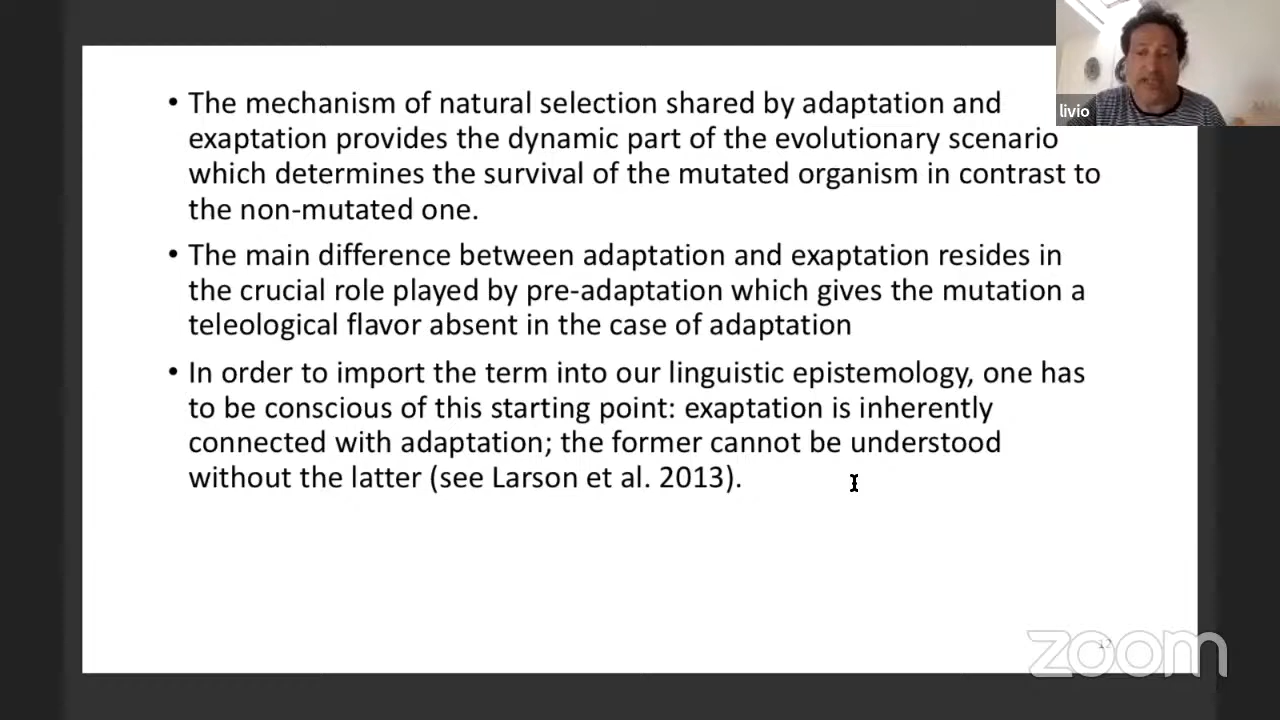 • The mechanism of natural selection shared by adaptation and
exaptation provides the dynamic part of the evolutionary scenario
which determines the survival of the mutated organism in contrast to
the non-mutated one.
• The main difference between adaptation and exaptation resides in
the crucial role played by pre-adaptation which gives the mutation a
teleological flavor absent in the case of adaptation
• In order to import the term into our linguistic epistemology, one has
to be conscious of this starting point: exaptation is inherently
connected with adaptation; the former cannot be understood
without the latter (see Larson et al. 2013).
livio
12
zoom